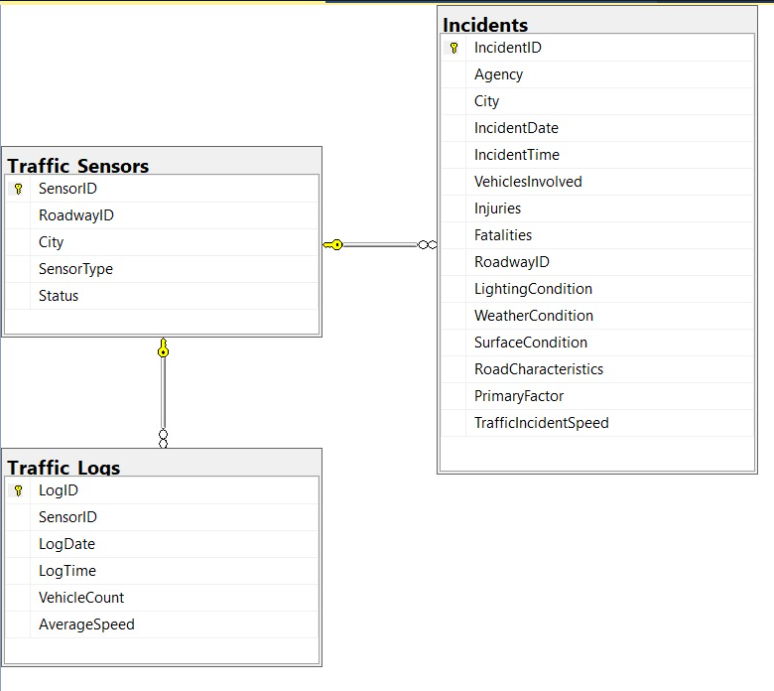 Incidents
IncidentID
Agency
City
IncidentDate
IncidentTime
VehiclesInvolved
Injuries
Fatalities
RoadwayID
LightingCondition
WeatherCondition
SurfaceCondition
RoadCharacteristics
PrimaryFactor
TrafficIncidentSpeed
Traffic_Sensors
SensorID
RoadwayID
City
SensorType
Status
Traffic_Logs
LogID
SensorID
LogDate
LogTime
VehicleCount
AverageSpeed